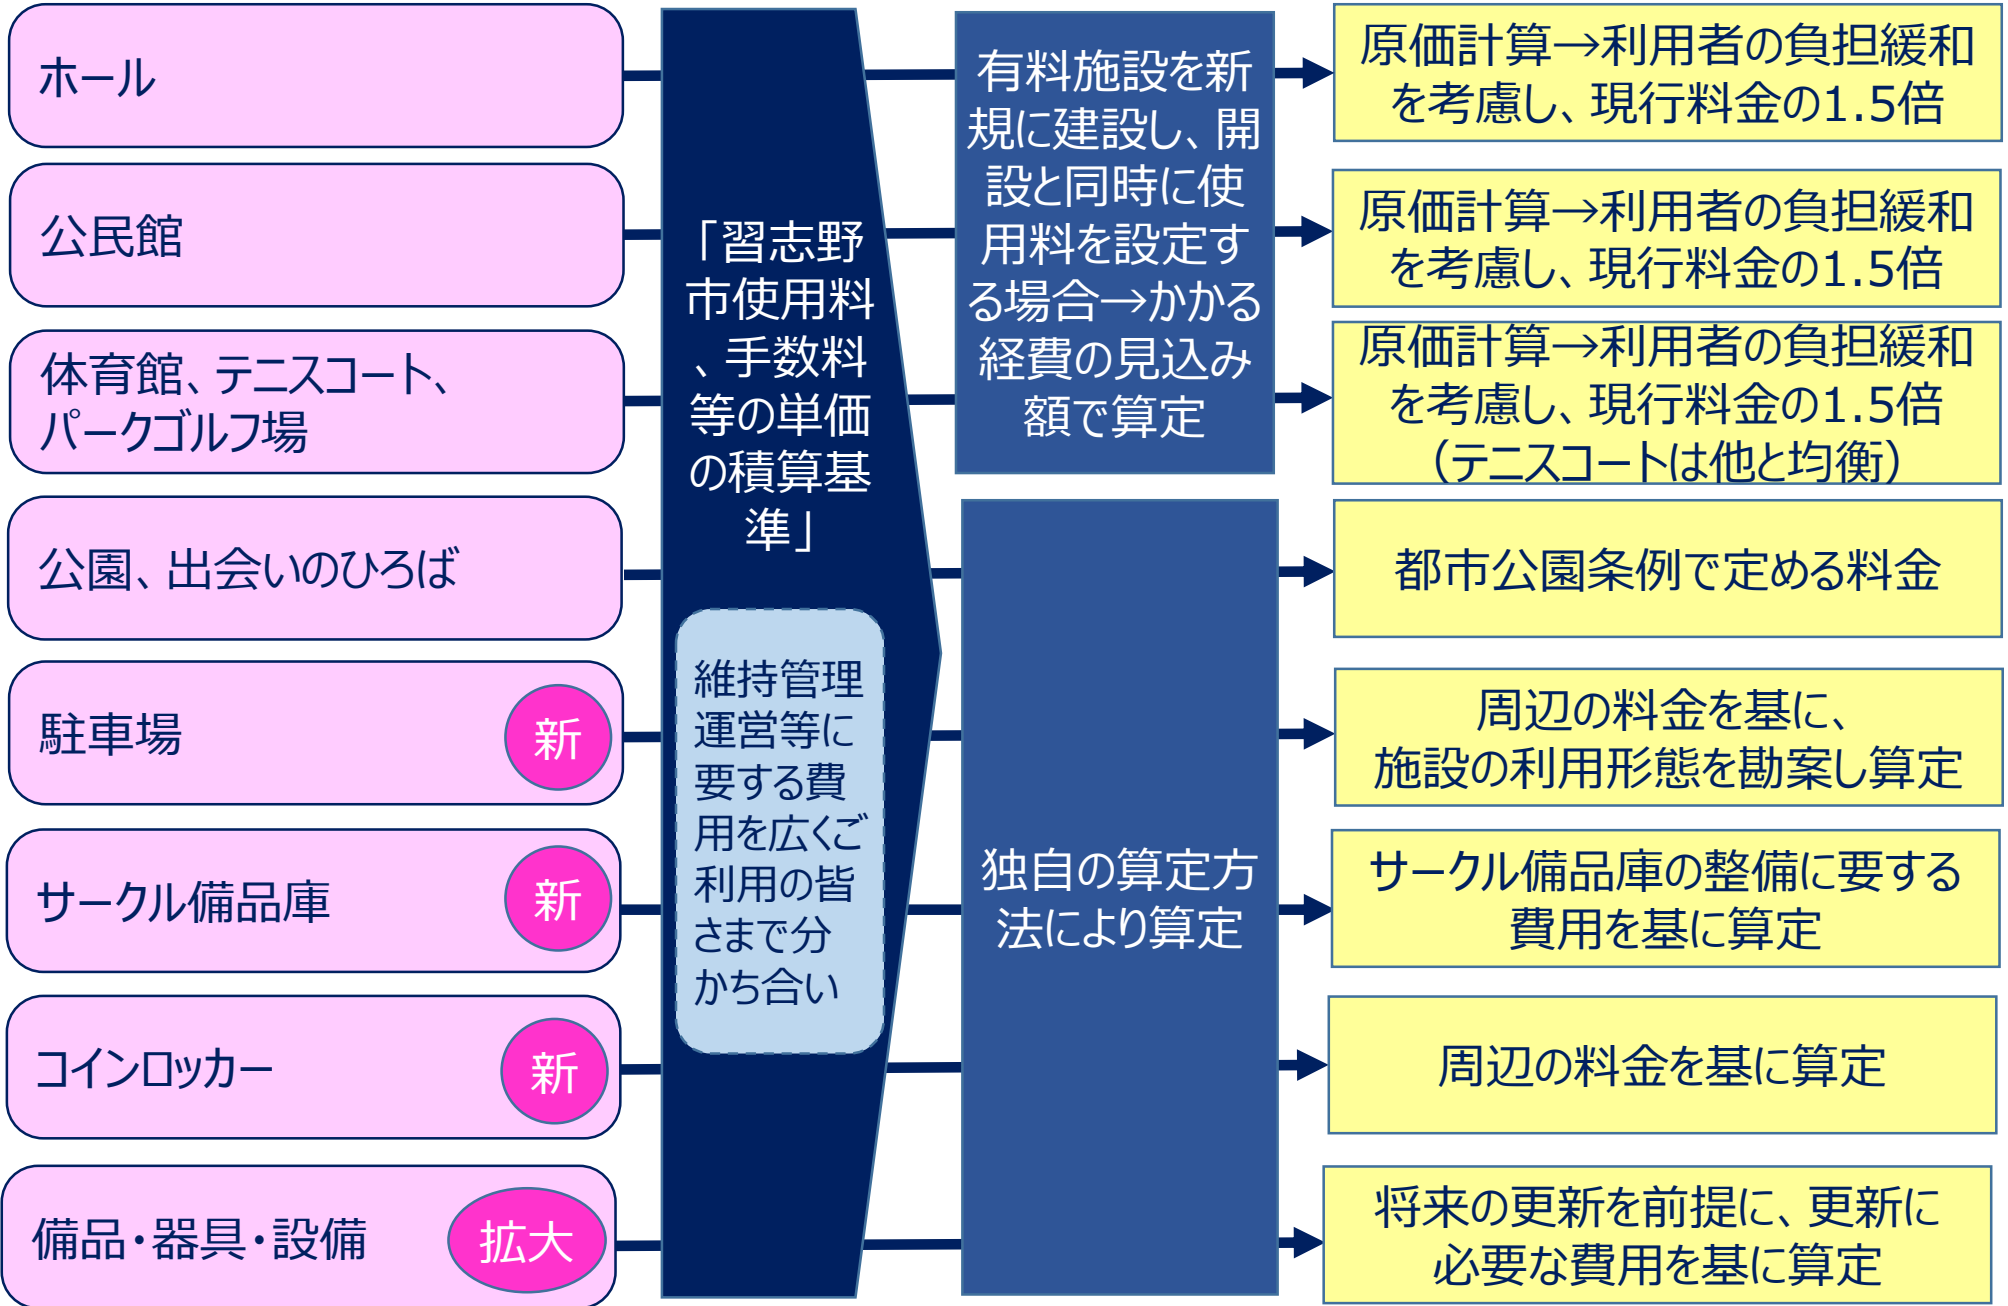 ホール
公民館
体育館、テニスコート、
パークゴルフ場
公園、出会いのひろば
駐車場
新
サークル備品庫
新
コインロッカー
新
備品・器具・設備
拡大
「習志野
市使用料
、手数料
等の単価
の積算基
準」
維持管理
運営等に
要する費
用を広くご
利用の皆
さまで分
かち合い
有料施設を新
規に建設し、開
設と同時に使
用料を設定す
る場合→かかる
経費の見込み
額で算定
独自の算定方
法により算定
原価計算→利用者の負担緩和
を考慮し、現行料金の1.5倍
原価計算→利用者の負担緩和
を考慮し、現行料金の1.5倍
原価計算→利用者の負担緩和
を考慮し、現行料金の1.5倍
（テニスコートは他と均衡）
都市公園条例で定める料金
周辺の料金を基に、
施設の利用形態を勘案し算定
サークル備品庫の整備に要する
費用を基に算定
周辺の料金を基に算定
将来の更新を前提に、更新に
必要な費用を基に算定